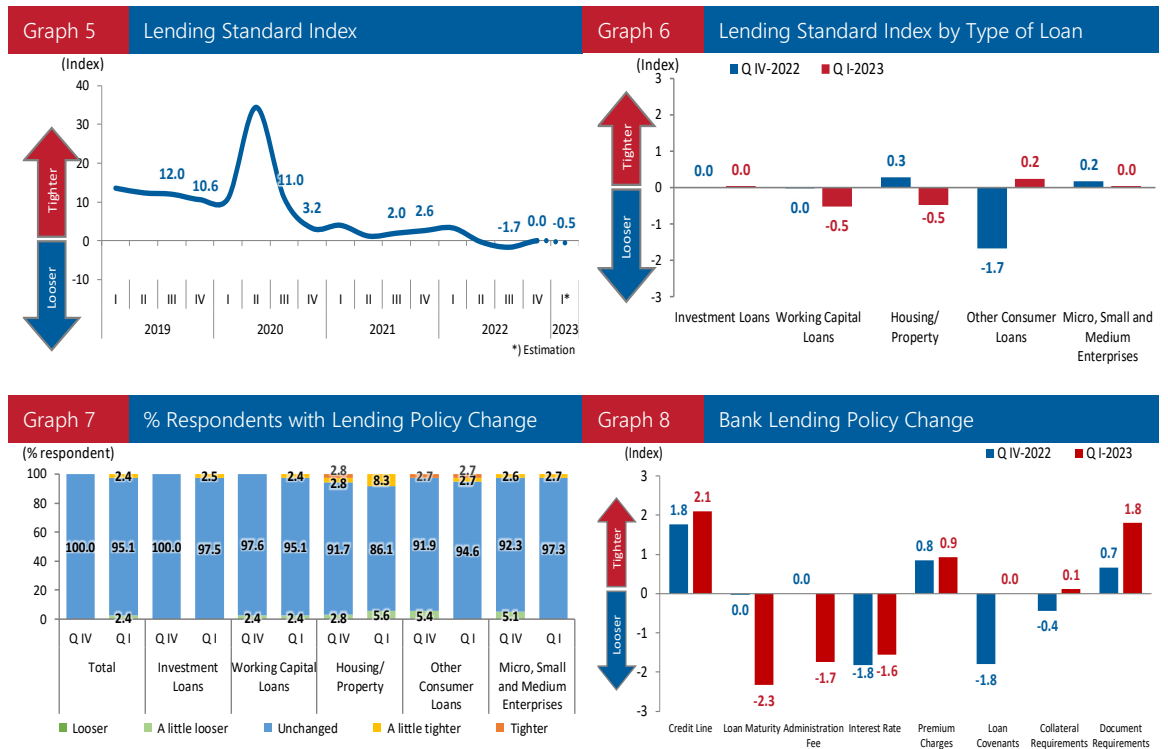 Graph 5 Lending Standard Index
(Index)
40
30
20
10
0
-10
Tighter
Looser
12.0 10.6 11.0 3.2 2.0 2.6 -1.7 0.0 -0.5
I II III IV I II III IV I II III IV I II III IV I*
2019 2020 2021 2022 2023
*) Estimation
Graph 6 Lending Standard Index by Type of Loan
(Index)
Q IV-2022 Q I-2023
3
2
1
0
-1
-2
-3
Tighter
Looser
0.0 0.0 0.0 -0.5 0.3 -0.5 -1.7 0.2 0.2 0.0
Investment Loans
Working Capital
Loans
Housing/
Property
Other Consumer
Loans
Micro, Small and
Medium
Enterprises
Graph 7 % Respondents with Lending Policy Change
(% respondent)
100
80
60
40
20
0
2.4 2.5 2.4 2.8 2.8 8.3 2.7 2.7 2.7 2.6 2.7
100.0 95.1 100.0 97.5 97.6 95.1 91.7 86.1 91.9 94.6 92.3 97.3
2.4 2.4 2.4 2.8 5.6 5.4 5.1
Q IV Q I Q IV Q I Q IV Q I Q IV Q I Q IV Q I Q IV Q I
Total
Investment
Loans
Working Capital
Loans
Housing/
Property
Other
Consumer
Loans
Micro, Small
and Medium
Enterprises
Looser A little looser Unchanged A little tighter Tighter
Graph 8 Bank Lending Policy Change
(Index)
Q IV-2022 Q I-2023
3
2
1
0
-1
-2
-3
Tighter
Looser
1.8 2.1 0.0 -2.3 0.0 -1.7 -1.8 -1.6 0.8 0.9 -1.8 0.0 -0.4 0.1 0.7 1.8
Credit Line
Loan Maturity
Administration
Fee
Interest Rate
Premium
Charges
Loan
Covenants
Collateral
Requirements
Document
Requirements